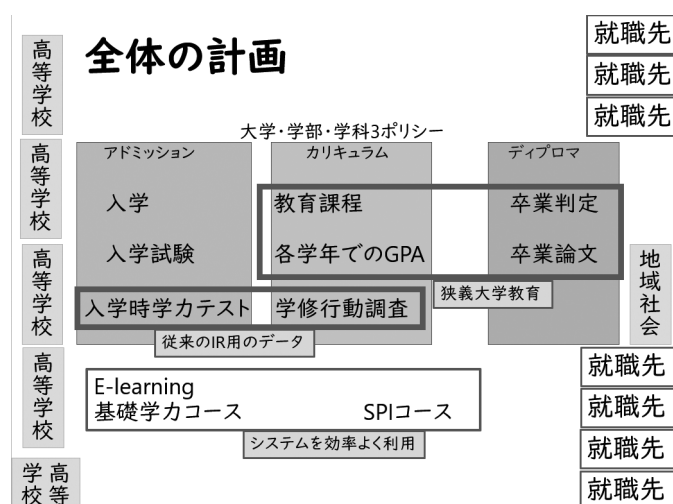 全体の計画
大学・学部・学科3ポリシー
高等学校
高等学校
高等学校
高等学校
高等
学校
アドミッション
入学
入学試験
入学時学力テスト
カリキュラム
教育課程
各学年でのGPA
学修行動調査
ディプロマ
卒業判定
卒業論文
狭義大学教育
従来のIR用のデータ
E-learning
基礎学力コース
SPIコース
システムを効率よく利用
地域社会
就職先
就職先
就職先
就職先
就職先
就職先
就職先